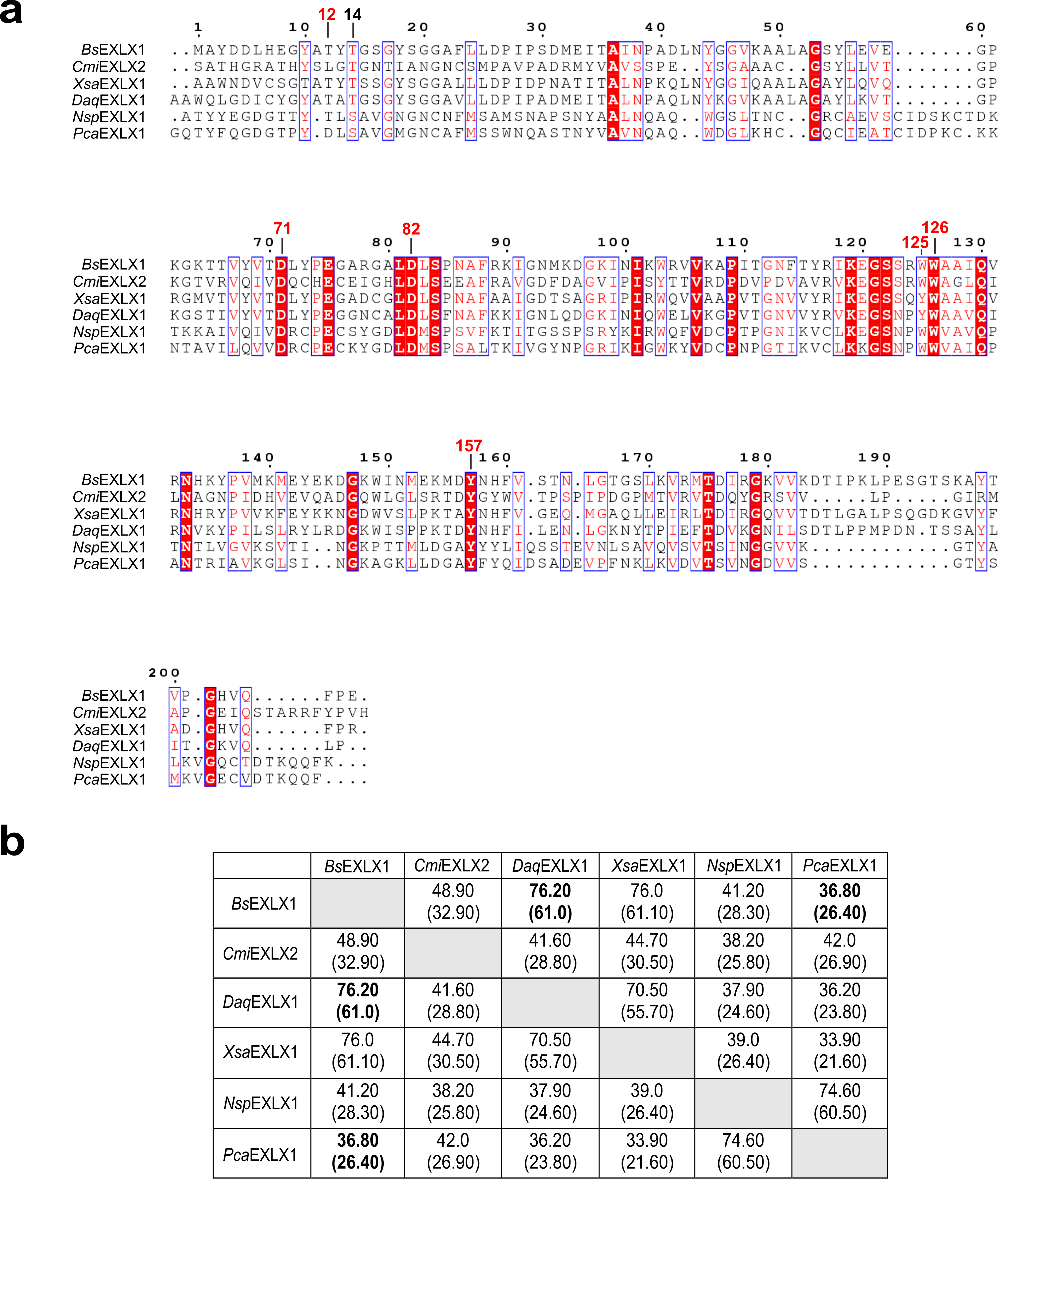 a
12 14
1 10 20 30 40 50 60
BsEXLX1 ..MAYDDLHEGYATYTGSGYSGGAFLLDPIPSDMEITAINPADLNYGGVKAALAGSYLEVE.......GP
CmiEXLX2 ..SATHGRATHYSLGTGNTIANGNCSMPAVPADRMYVAVSSPE..YSGAAAC..GSYLLVT.......GP
XsaEXLX1 ..AAWNDVCSGTATYTSSGYSGGAVLLDPIDPNATITALNPKQLNYGGIQAALAGAYLQVQ.......GP
DaqEXLX1 AAWQLGDICYGYATATGSGYSGGAVLLDPIPADMEITALNPAQLNYKGVKAALAGAYLKVT.......GP
NspEXLX1 .ATYYEGDGTTY.TLSAVGNGNCNFMSAMSNAPSNYAALNQAQ..WGSLTNC..GRCAEVSCIDSKCTDK
PcaEXLX1 GQTYFQGDGTPY.DLSAVGMGNCAFMSSWNQASTNYVAVNQAQ..WDGLKHC..GQCIEATCIDPKC.KK
71 82 125 126
70 80 90 100 110 120 130
BsEXLX1 KGKTTVYVTDLYPEGARGALDLSPNAFRKIGNMKDGKINIKWRVVKAPITGNFTYRIKEGSSRWWAAIQV
CmiEXLX2 KGTVRVQIVDQCHECEIGHLDLSEEAFRAVGDFDAGVIPISYTTVRDPDVPDVAVRVKEGSSRWWAGLQI
XsaEXLX1 RGMVTVYVTDLYPEGADCGLDLSFNAFAAIGDTSAGRIPIRWQVVAAPVTGNVVYRIKEGSSQYWAAIQV
DaqEXLX1 KGSTIVYVTDLYPEGGNCALDLSFNAFKKIGNLQDGKINIQWELVKGPVTGNVVYRVKEGSNPYWAAVQI
NspEXLX1 TKKAIVQIVDRCPECSYGDLDMSPSVFKTITGSSPSRYKIRWQFVDCPTPGNIKVCLKEGSNPWWVAIQP
PcaEXLX1 NTAVILQVVDRCPECKYGDLDMSPSALTKIVGYNPGRIKIGWKYVDCPNPGTIKVCLKKGSNPWWVAIQP
157
140 150 160 170 180 190
BsEXLX1 RNHKYPVMKMEYEKDGKWINMEKMDYNHFV.STN.LGTGSLKVRMTDIRGKVVKDTIPKLPESGTSKAYT
CmiEXLX2 LNAGNPIDHVEVQADGQWLGLSRTDYGYWV.TPSPIPDGPMTVRVTDQYGRSVV.....LP.....GIRM
XsaEXLX1 RNHRYPVVKFEYKKNGDWVSLPKTAYNHFV.GEQ.MGAQLLEIRLTDIRGQVVTDTLGALPSQGDKGVYF
DaqEXLX1 RNVKYPILSLRYLRDGKWISPPKTDYNHFI.LEN.LGKNYTPIEFTDVKGNILSDTLPPMPDN.TSSAYL
NspEXLX1 TNTLVGVKSVTI..NGKPTTMLDGAYYYLIQSSTEVNLSAVQVSVTSINGGVVK............GTYA
PcaEXLX1 ANTRIAVKGLSI..NGKAGKLLDGAYFYQIDSADEVPFNKLKVDVTSVNGDVVS............GTYS
200
BsEXLX1 VP.GHVQ......FPE.
CmiEXLX2 AP.GEIQSTARRFYPVH
XsaEXLX1 AD.GHVQ......FPR.
DaqEXLX1 IT.GKVQ......LP..
NspEXLX1 LKVGQCTDTKQQFK...
PcaEXLX1 MKVGECVDTKQQF....
b
BsEXLX1 CmiEXLX2 DaqEXLX1 XsaEXLX1 NspEXLX1 PcaEXLX1
BsEXLX1 48.90 (32.90) 76.20 (61.0) 76.0 (61.10) 41.20 (28.30) 36.80 (26.40)
CmiEXLX2 48.90 (32.90) 41.60 (28.80) 44.70 (30.50) 38.20 (25.80) 42.0 (26.90)
DaqEXLX1 76.20 (61.0) 41.60 (28.80) 70.50 (55.70) 37.90 (24.60) 36.20 (23.80)
XsaEXLX1 76.0 (61.10) 44.70 (30.50) 70.50 (55.70) 39.0 (26.40) 33.90 (21.60)
NspEXLX1 41.20 (28.30) 38.20 (25.80) 37.90 (24.60) 39.0 (26.40) 74.60 (60.50)
PcaEXLX1 36.80 (26.40) 42.0 (26.90) 36.20 (23.80) 33.90 (21.60) 74.60 (60.50)